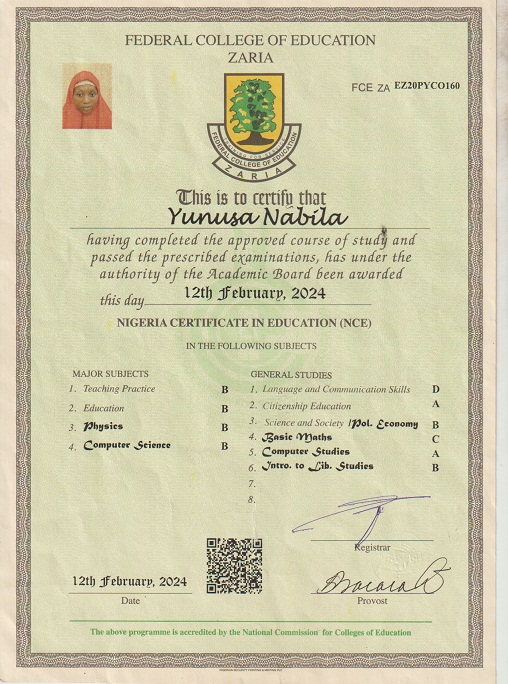 FEDERAL COLLEGE OF EDUCATION
ZARIA
FCE ZA EZ20PYCO160
FEDERAL COLLEGE OF EDUCATION
ZARIA
This is to certify that
Yunusa Nabila
having completed the approved course of study and
passed the prescribed examinations, has under the
authority of the Academic Board been awarded
this day 12th February, 2024
NIGERIA CERTIFICATE IN EDUCATION (NCE)
IN THE FOLLOWING SUBJECTS
MAJOR SUBJECTS
1. Teaching Practice B
2. Education B
3. Physics B
4. Computer Science B
GENERAL STUDIES
1. Language and Communication Skills D
2. Citizenship Education A
3. Science and Society /Pol. Economy B
4. Basic Maths C
5. Computer Studies A
6. Intro. to Lib. Studies B
7.
8.
Registrar
12th February, 2024
Date
Provost
The above programme is accredited by the National Commission for Colleges of Education